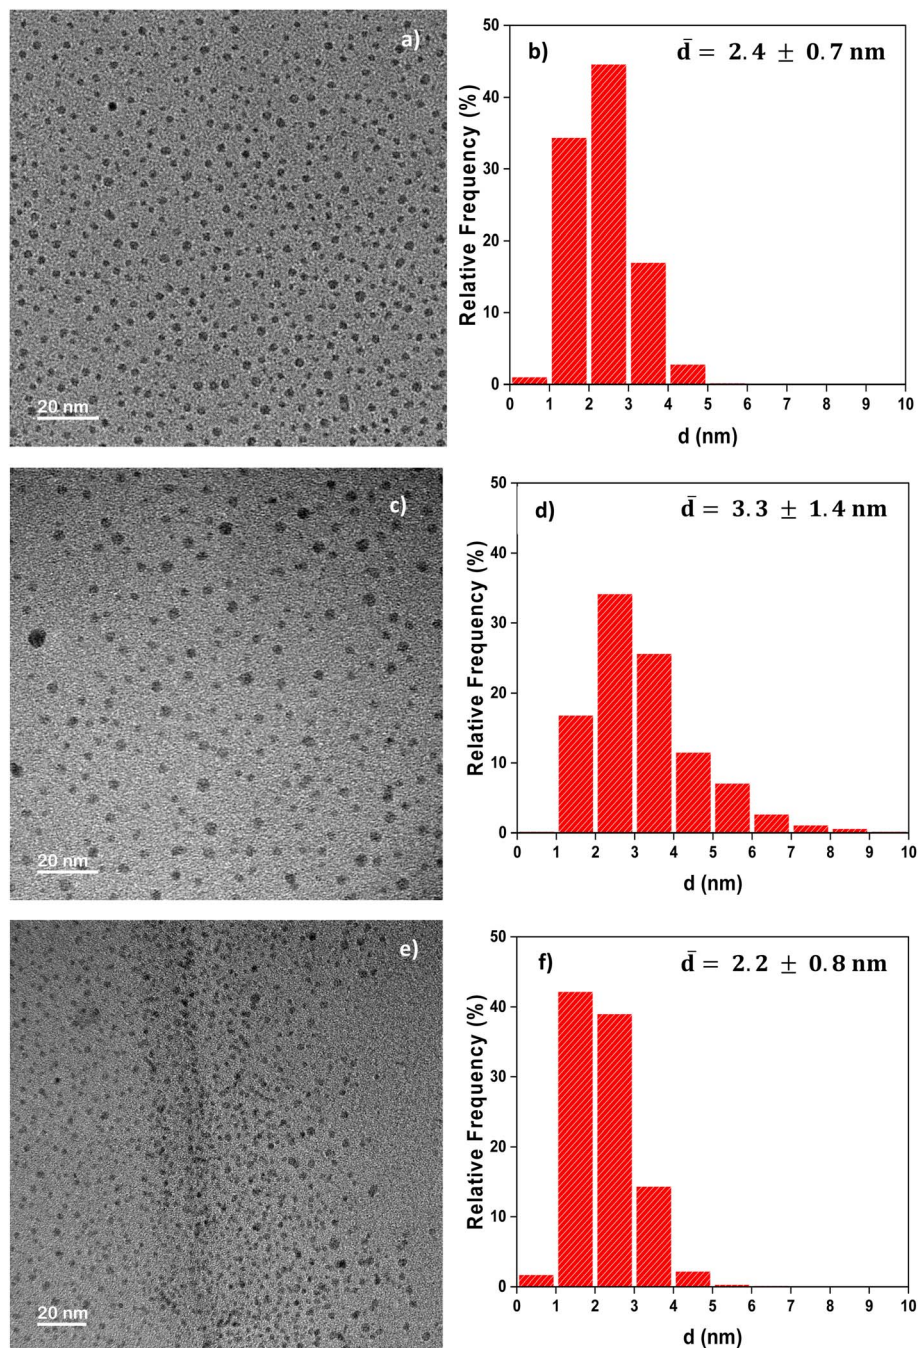 a)
20 nm
b)
d̄ = 2.4 ± 0.7 nm
Relative Frequency (%)
50
40
30
20
10
0
0 1 2 3 4 5 6 7 8 9 10
d (nm)
c)
20 nm
d)
d̄ = 3.3 ± 1.4 nm
Relative Frequency (%)
50
40
30
20
10
0
0 1 2 3 4 5 6 7 8 9 10
d (nm)
e)
20 nm
f)
d̄ = 2.2 ± 0.8 nm
Relative Frequency (%)
50
40
30
20
10
0
0 1 2 3 4 5 6 7 8 9 10
d (nm)